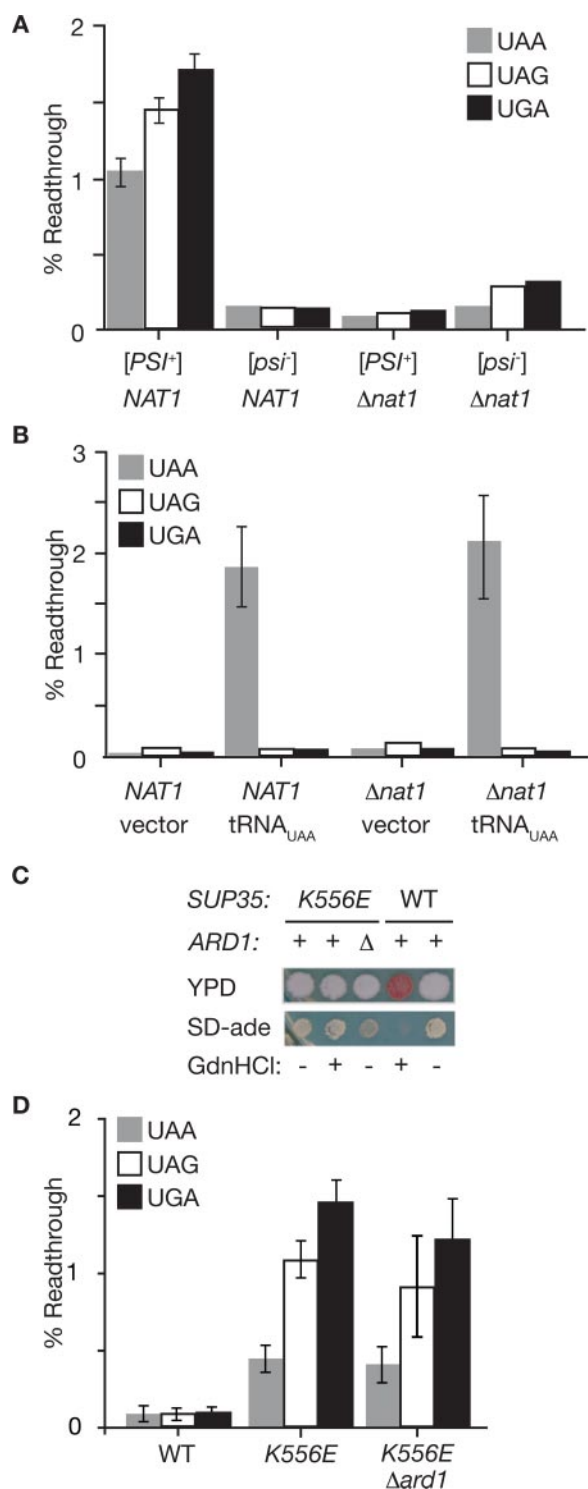 A
2
1
0
% Readthrough
UAA
UAG
UGA
[PSI⁺] [psi⁻] [PSI⁺] [psi⁻]
NAT1 NAT1 Δnat1 Δnat1
B
3
2
1
0
% Readthrough
UAA
UAG
UGA
NAT1 NAT1 Δnat1 Δnat1
vector tRNA_UAA vector tRNA_UAA
C
SUP35: K556E WT
ARD1: + + Δ + +
YPD
SD-ade
GdnHCl: - + - + -
D
2
1
0
% Readthrough
UAA
UAG
UGA
WT K556E K556E
Δard1